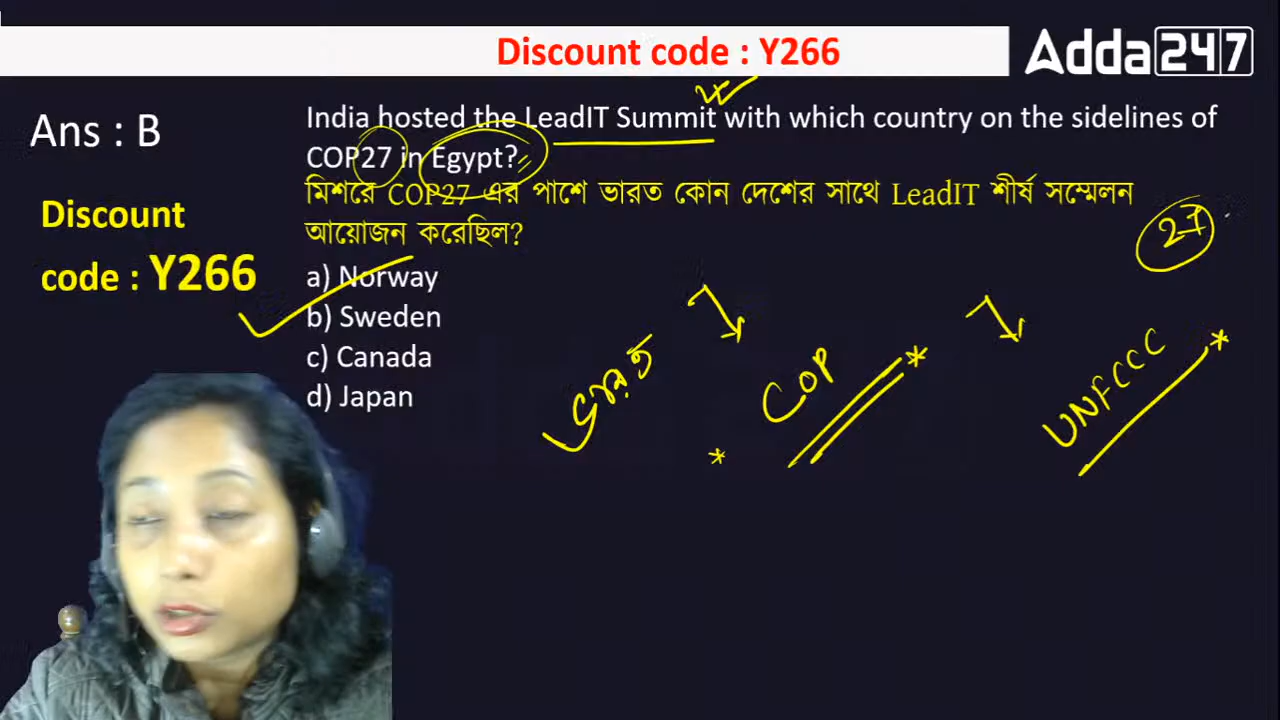 Discount code : Y266
Adda247
Ans : B
India hosted the LeadIT Summit with which country on the sidelines of
COP27 in Egypt?
মিশরে COP27 এর পাশে ভারত কোন দেশের সাথে LeadIT শীর্ষ সম্মেলন
আয়োজন করেছিল?
Discount
code : Y266
a) Norway
b) Sweden
c) Canada
d) Japan
27
COP
UNFCCC